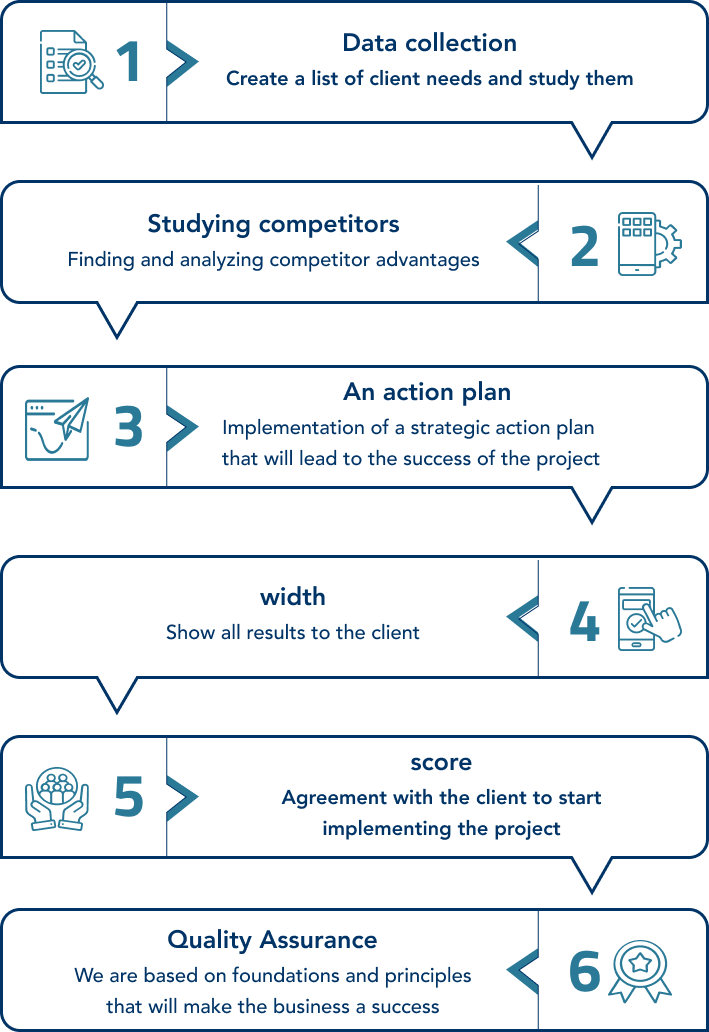 1
Data collection
Create a list of client needs and study them
Studying competitors
Finding and analyzing competitor advantages
2
3
An action plan
Implementation of a strategic action plan
that will lead to the success of the project
width
Show all results to the client
4
5
score
Agreement with the client to start
implementing the project
Quality Assurance
We are based on foundations and principles
that will make the business a success
6